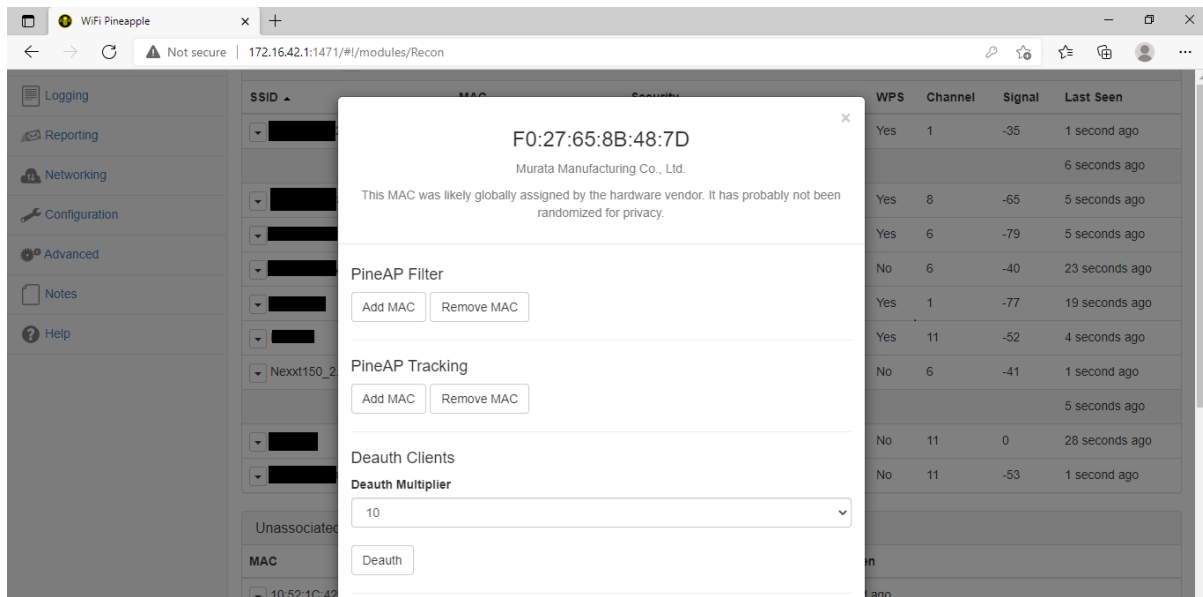 WiFi Pineapple
Not secure 172.16.42.1:1471/#!/modules/Recon
Logging
Reporting
Networking
Configuration
Advanced
Notes
Help
SSID MAC Security WPS Channel Signal Last Seen
Yes 1 -35 1 second ago
6 seconds ago
Yes 8 -65 5 seconds ago
Yes 6 -79 5 seconds ago
No 6 -40 23 seconds ago
Yes 1 -77 19 seconds ago
Yes 11 -52 4 seconds ago
Nexxt150_2 No 6 -41 1 second ago
5 seconds ago
No 11 0 28 seconds ago
No 11 -53 1 second ago
Unassociated
MAC
10:52:1C:42 ago
F0:27:65:8B:48:7D
Murata Manufacturing Co., Ltd.
This MAC was likely globally assigned by the hardware vendor. It has probably not been
randomized for privacy.
PineAP Filter
Add MAC Remove MAC
PineAP Tracking
Add MAC Remove MAC
Deauth Clients
Deauth Multiplier
10
Deauth